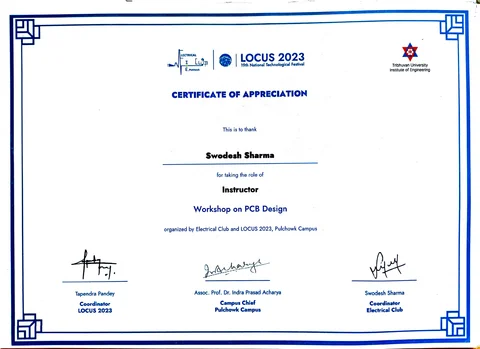 LOCUS 2023
19th National Technological Festival
Tribhuvan University
Institute of Engineering
CERTIFICATE OF APPRECIATION
This is to thank
Swodesh Sharma
for taking the role of
Instructor
Workshop on PCB Design
organized by Electrical Club and LOCUS 2023, Pulchowk Campus
Tapendra Pandey
Coordinator
LOCUS 2023
Assoc. Prof. Dr. Indra Prasad Acharya
Campus Chief
Pulchowk Campus
Swodesh Sharma
Coordinator
Electrical Club